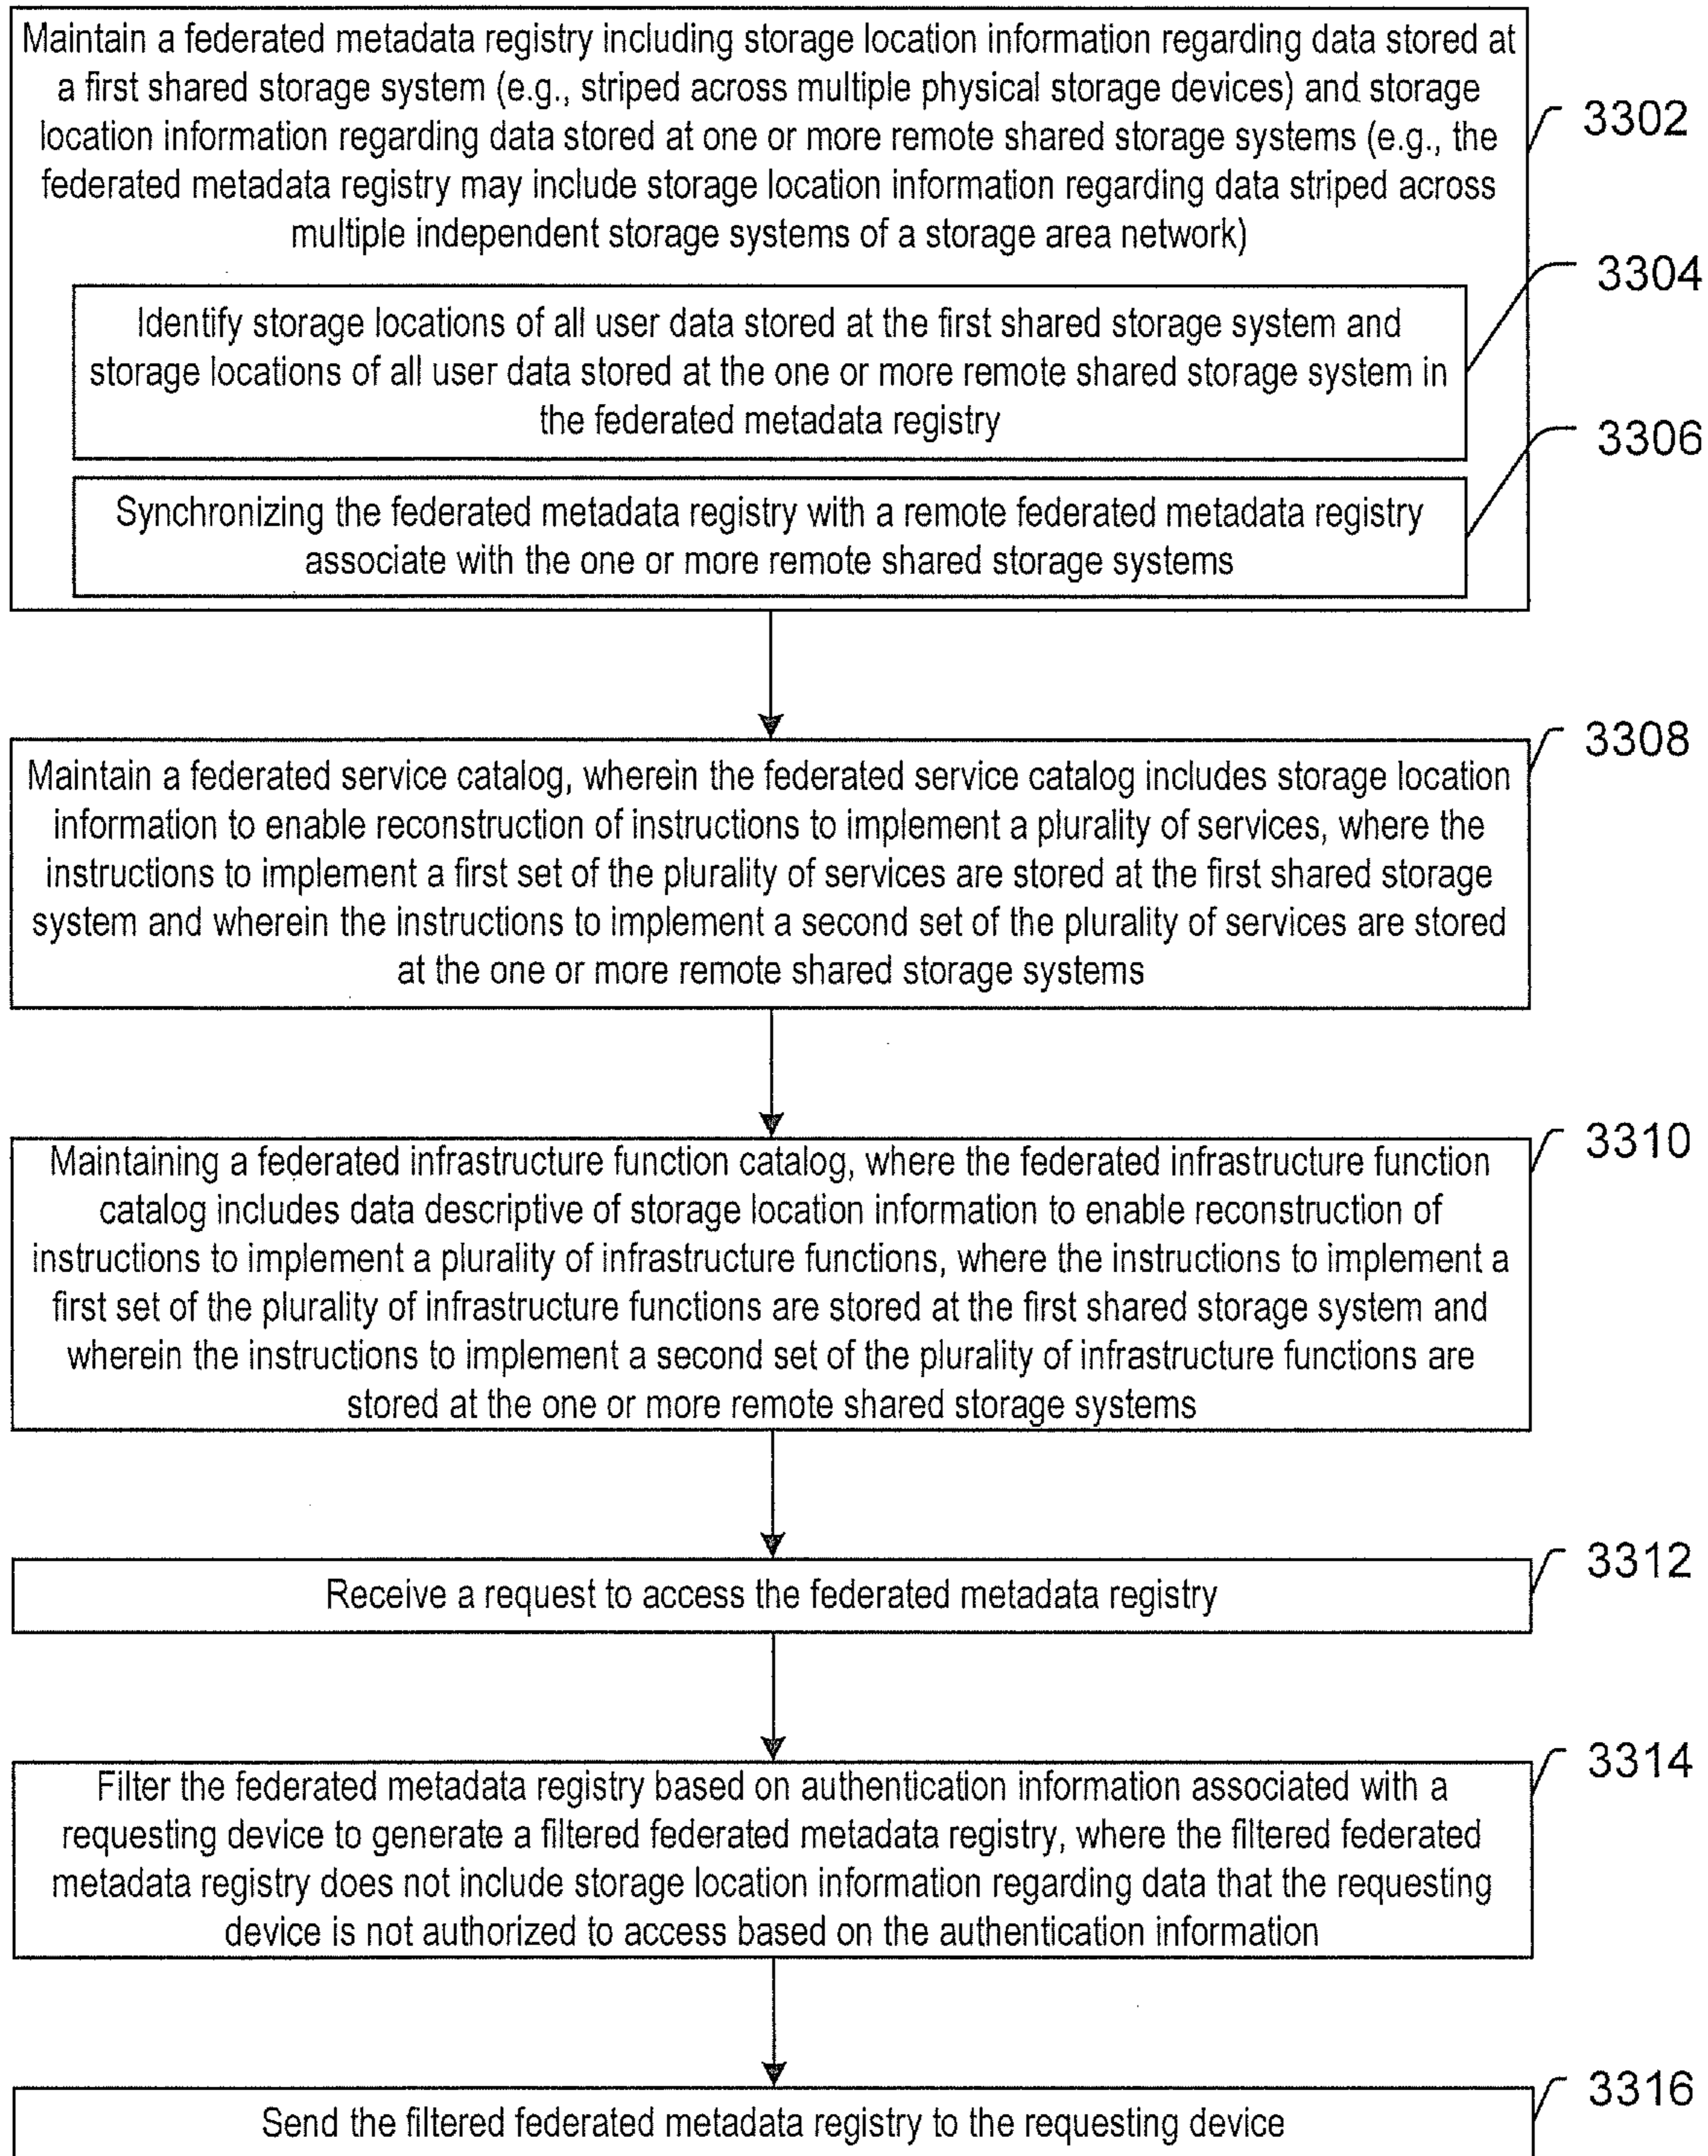 Maintain a federated metadata registry including storage location information regarding data stored at
a first shared storage system (e.g., striped across multiple physical storage devices) and storage
location information regarding data stored at one or more remote shared storage systems (e.g., the
federated metadata registry may include storage location information regarding data striped across
multiple independent storage systems of a storage area network)
3302
3304
Identify storage locations of all user data stored at the first shared storage system and
storage locations of all user data stored at the one or more remote shared storage system in
the federated metadata registry
3306
Synchronizing the federated metadata registry with a remote federated metadata registry
associate with the one or more remote shared storage systems
3308
Maintain a federated service catalog, wherein the federated service catalog includes storage location
information to enable reconstruction of instructions to implement a plurality of services, where the
instructions to implement a first set of the plurality of services are stored at the first shared storage
system and wherein the instructions to implement a second set of the plurality of services are stored
at the one or more remote shared storage systems
3310
Maintaining a federated infrastructure function catalog, where the federated infrastructure function
catalog includes data descriptive of storage location information to enable reconstruction of
instructions to implement a plurality of infrastructure functions, where the instructions to implement a
first set of the plurality of infrastructure functions are stored at the first shared storage system and
wherein the instructions to implement a second set of the plurality of infrastructure functions are
stored at the one or more remote shared storage systems
3312
Receive a request to access the federated metadata registry
3314
Filter the federated metadata registry based on authentication information associated with a
requesting device to generate a filtered federated metadata registry, where the filtered federated
metadata registry does not include storage location information regarding data that the requesting
device is not authorized to access based on the authentication information
3316
Send the filtered federated metadata registry to the requesting device